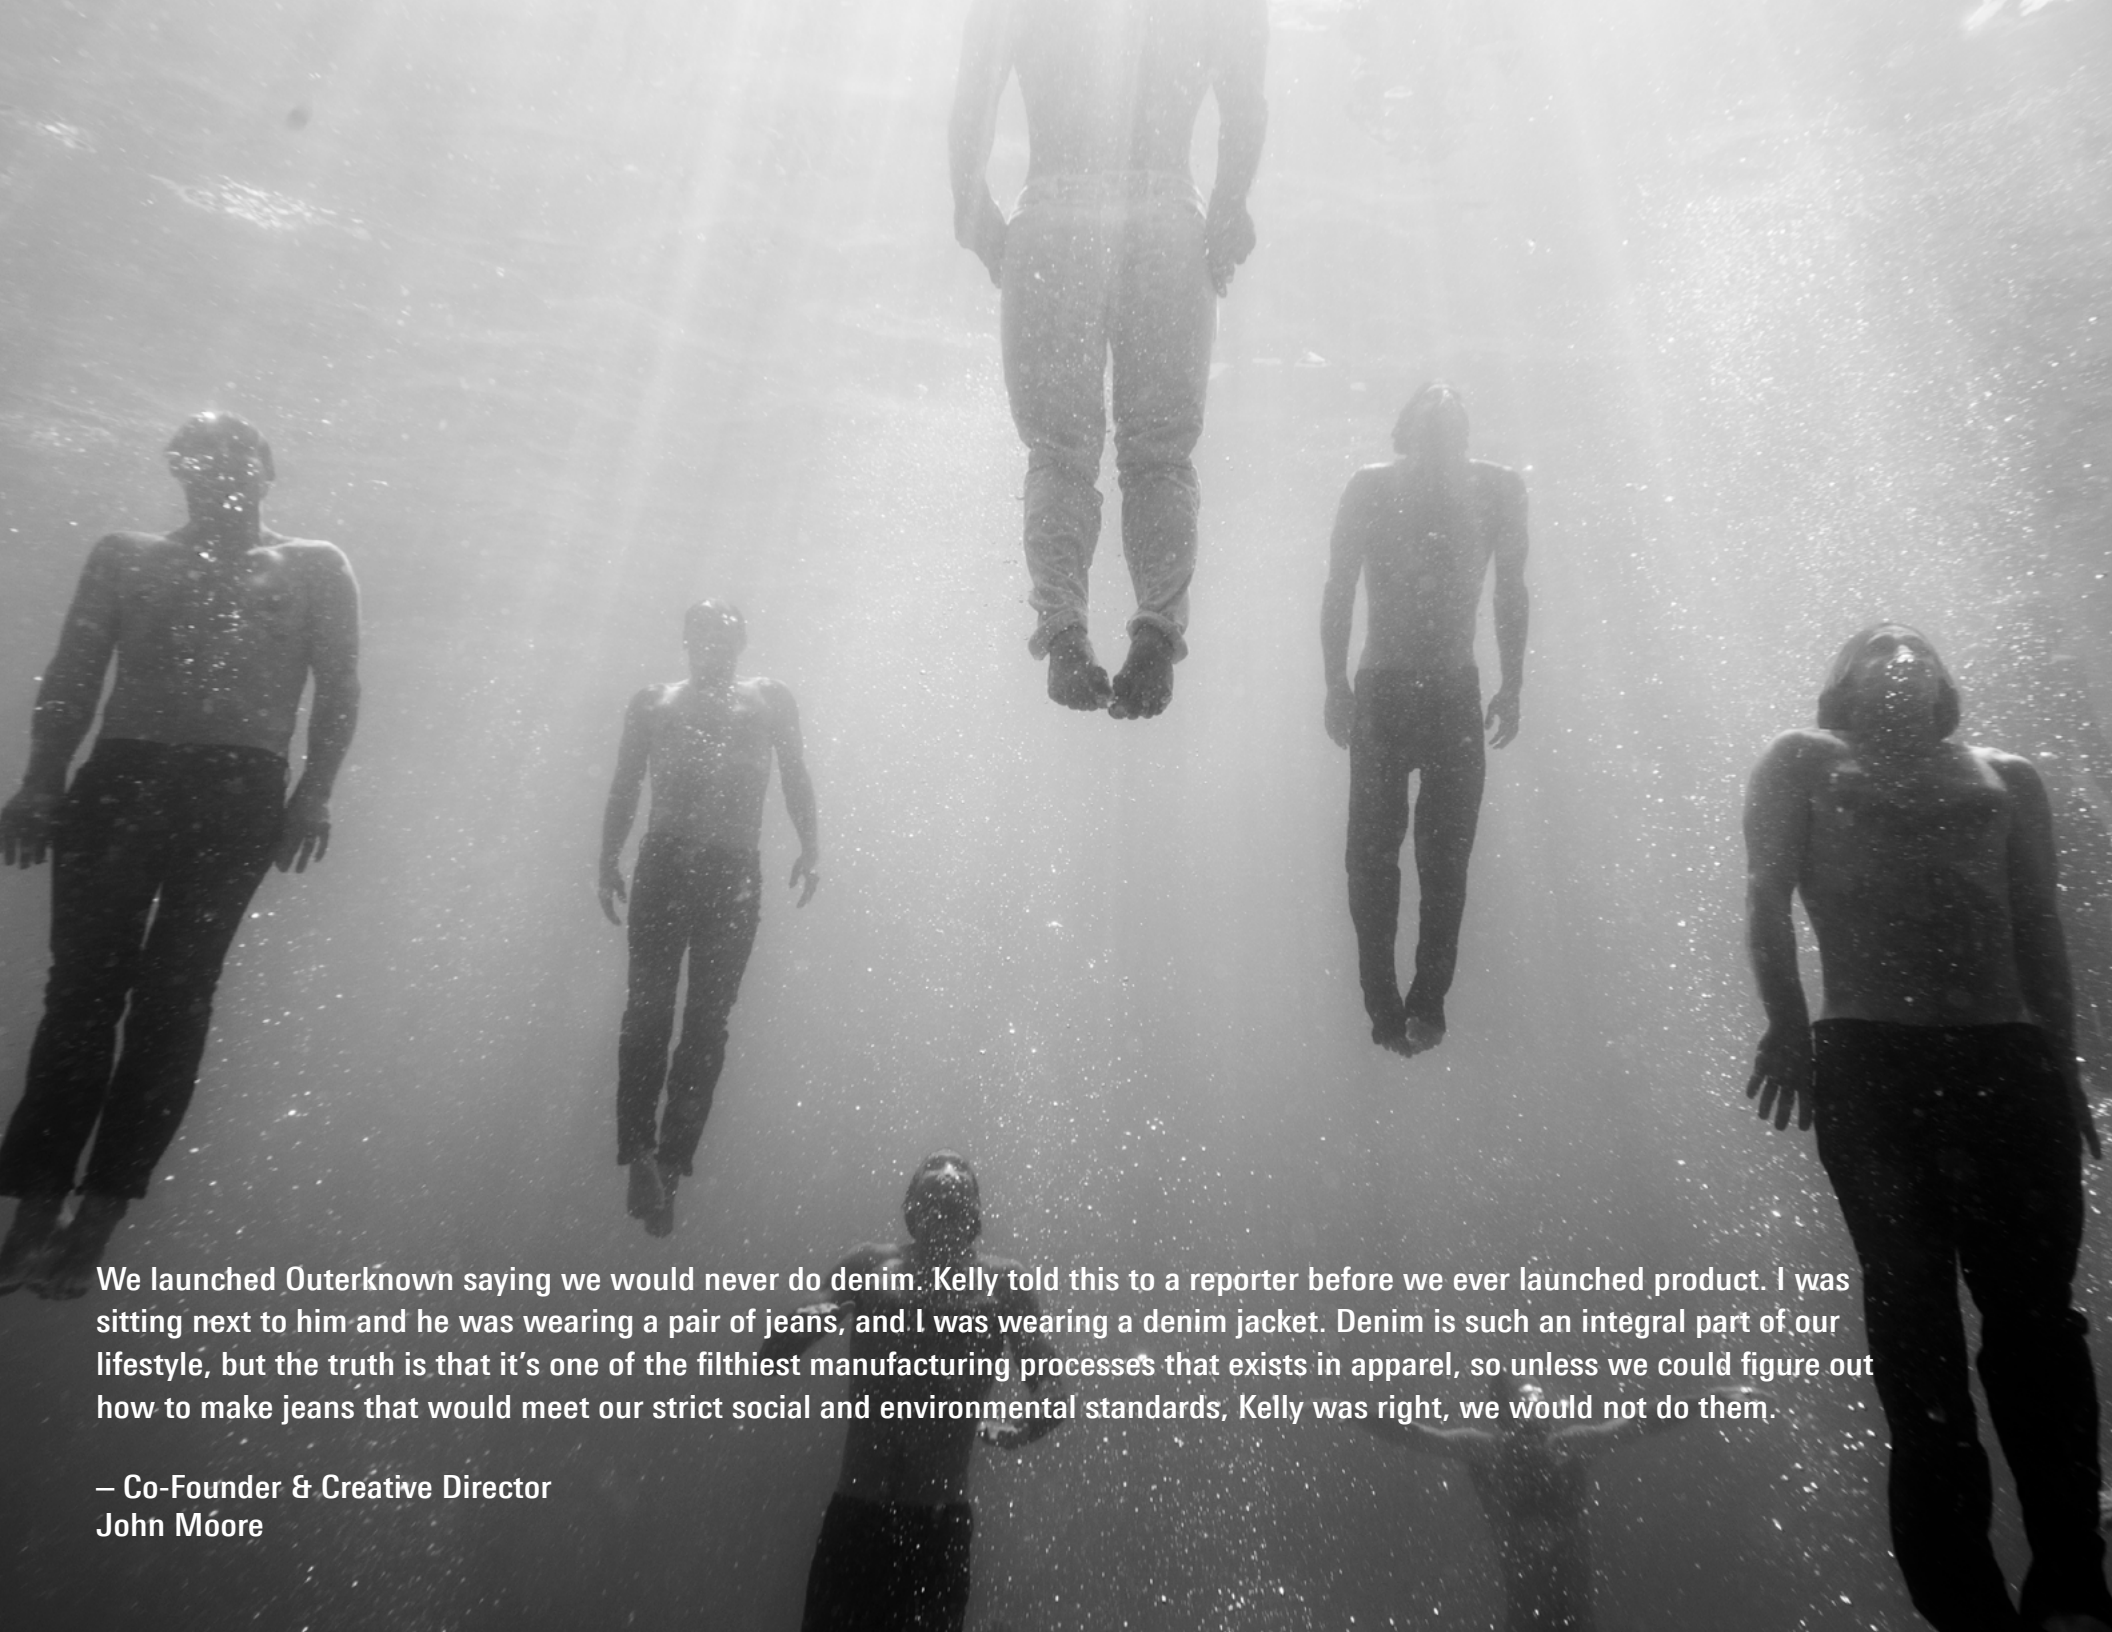 We launched Outerknown saying we would never do denim. Kelly told this to a reporter before we ever launched product. I was
sitting next to him and he was wearing a pair of jeans, and I was wearing a denim jacket. Denim is such an integral part of our
lifestyle, but the truth is that it’s one of the filthiest manufacturing processes that exists in apparel, so unless we could figure out
how to make jeans that would meet our strict social and environmental standards, Kelly was right, we would not do them.
– Co-Founder & Creative Director
John Moore